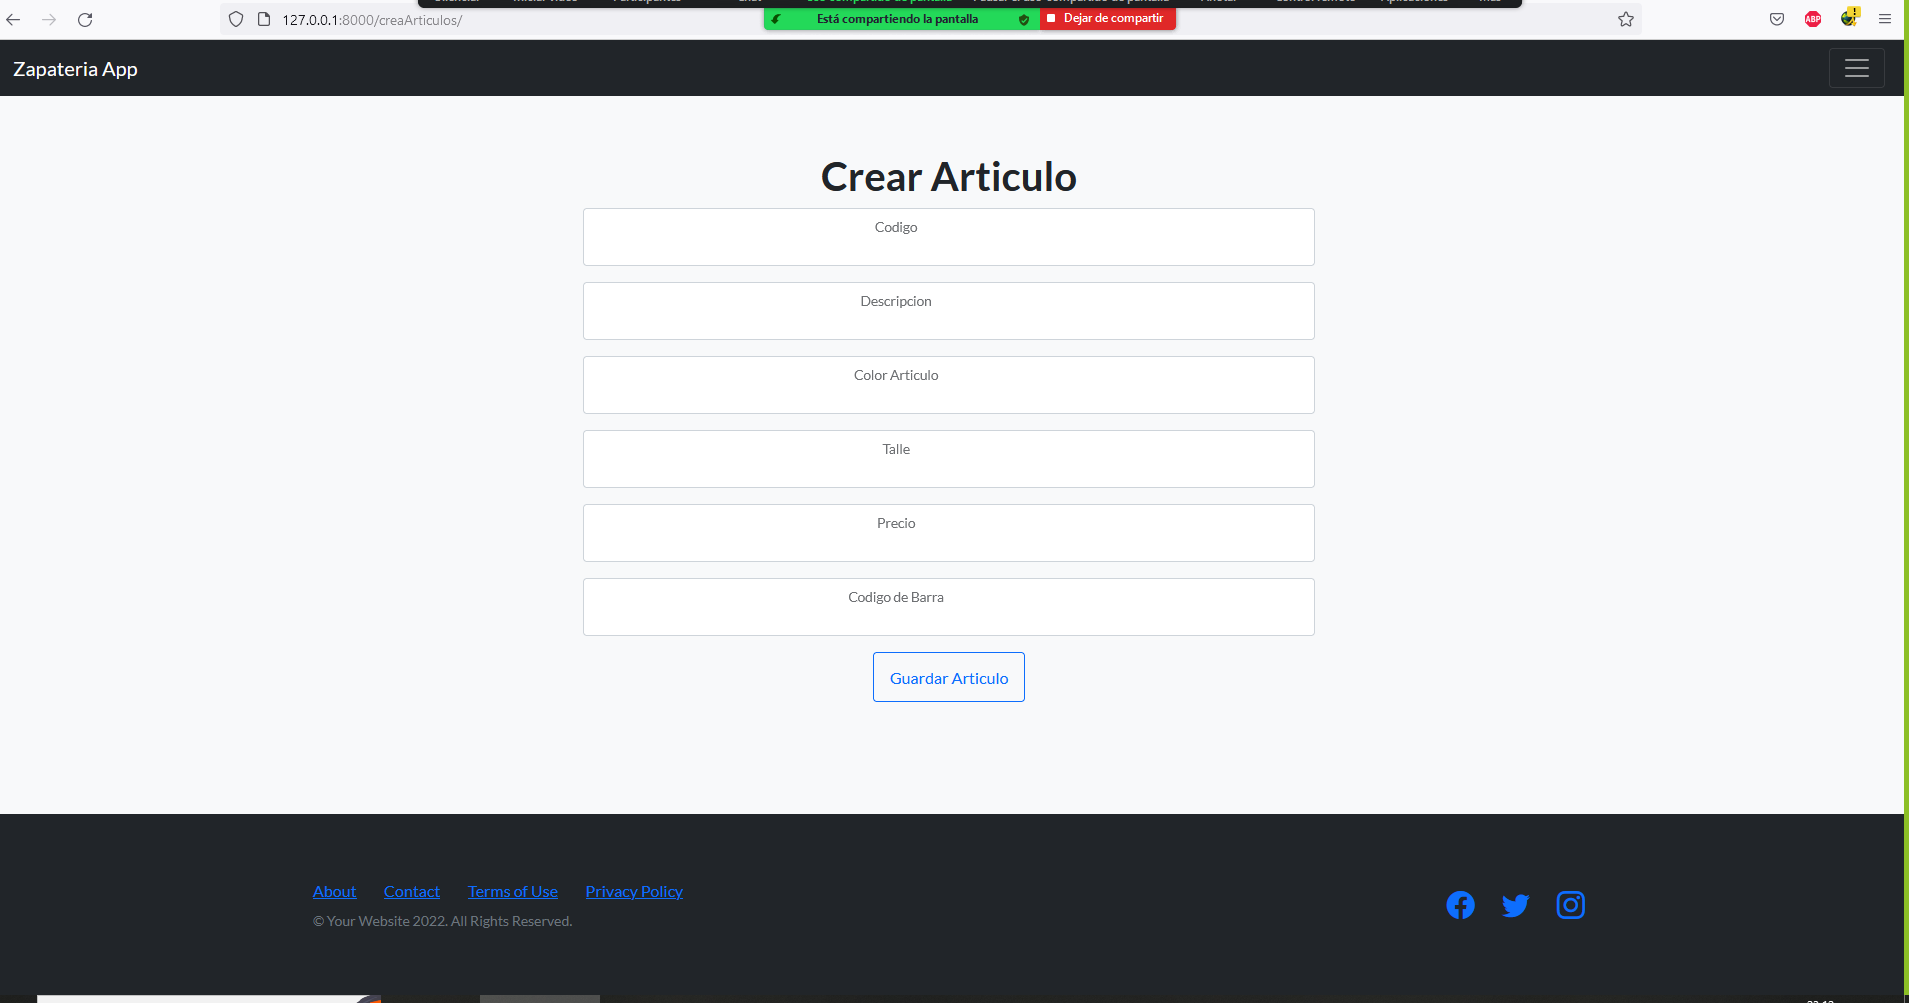 127.0.0.1:8000/creaArticulos/
Está compartiendo la pantalla
Dejar de compartir
ABP
Zapateria App
Crear Articulo
Codigo
Descripcion
Color Articulo
Talle
Precio
Codigo de Barra
Guardar Articulo
About Contact Terms of Use Privacy Policy
© Your Website 2022. All Rights Reserved.